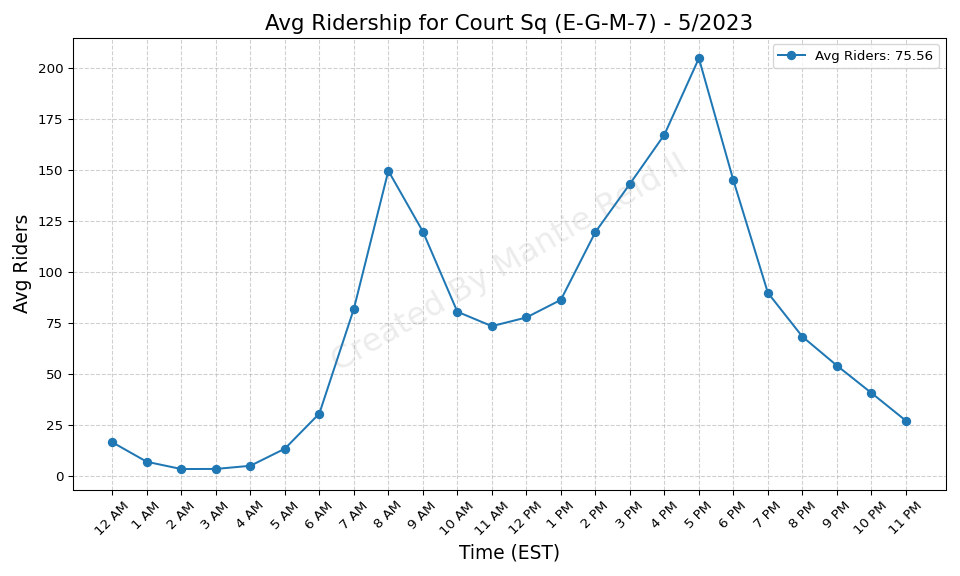 Avg Ridership for Court Sq (E-G-M-7) - 5/2023
Avg Riders: 75.56
200
175
150
125
100
75
50
25
0
Avg Riders
Created By Mantle Reid II
12 AM
1 AM
2 AM
3 AM
4 AM
5 AM
6 AM
7 AM
8 AM
9 AM
10 AM
11 AM
12 PM
1 PM
2 PM
3 PM
4 PM
5 PM
6 PM
7 PM
8 PM
9 PM
10 PM
11 PM
Time (EST)